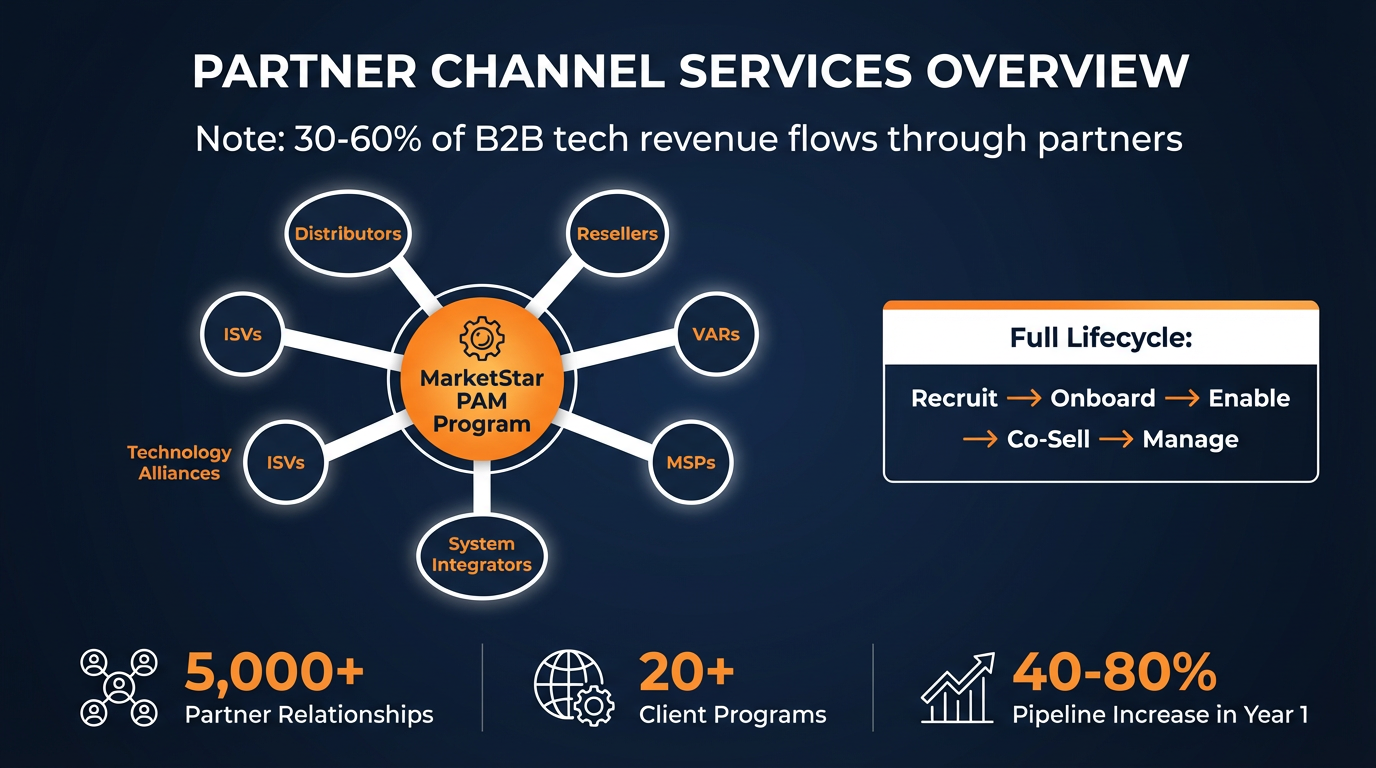 PARTNER CHANNEL SERVICES OVERVIEW
Note: 30-60% of B2B tech revenue flows through partners
Distributors
Resellers
ISVs
VARs
MarketStar
PAM
Program
Technology
Alliances
ISVs
MSPs
System
Integrators
Full Lifecycle:
Recruit → Onboard → Enable
→ Co-Sell → Manage
5,000+
Partner Relationships
20+
Client Programs
40-80%
Pipeline Increase in Year 1